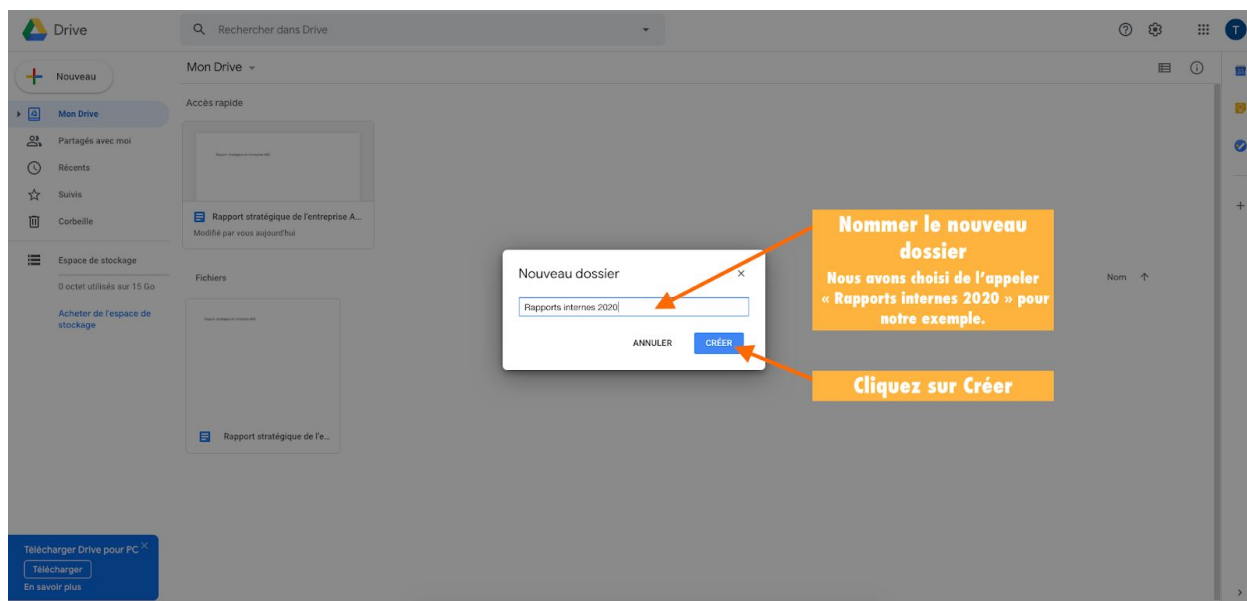 Drive
Rechercher dans Drive
T
Nouveau
Mon Drive
Mon Drive
Partagés avec moi
Récents
Suivis
Corbeille
Espace de stockage
0 octet utilisés sur 15 Go
Acheter de l'espace de
stockage
Accès rapide
Rapport stratégique de l'entreprise A...
Modifié par vous aujourd'hui
Fichiers
Nom
Rapport stratégique de l'e...
Nouveau dossier
Rapports internes 2020
ANNULER
CRÉER
Nommer le nouveau
dossier
Nous avons choisi de l'appeler
« Rapports internes 2020 » pour
notre exemple.
Cliquez sur Créer
Télécharger Drive pour PC
Télécharger
En savoir plus